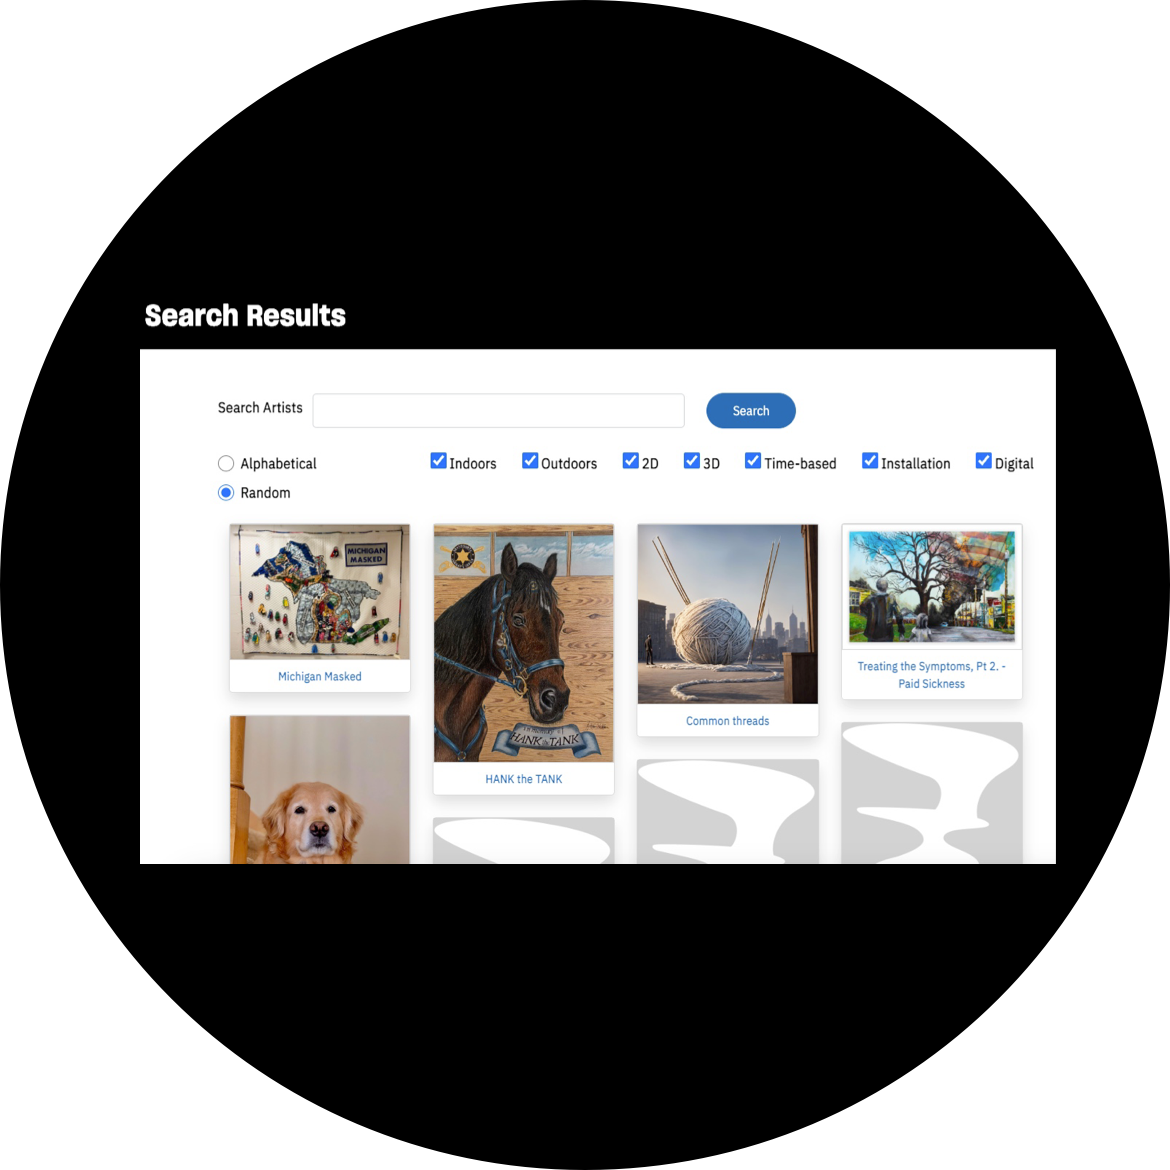 Search Results
Search Artists
Search
Alphabetical
Indoors
Outdoors
2D
3D
Time-based
Installation
Digital
Random
MICHIGAN
MASKED
Michigan Masked
HANK the TANK
HANK the TANK
Common threads
Treating the Symptoms, Pt 2. -
Paid Sickness